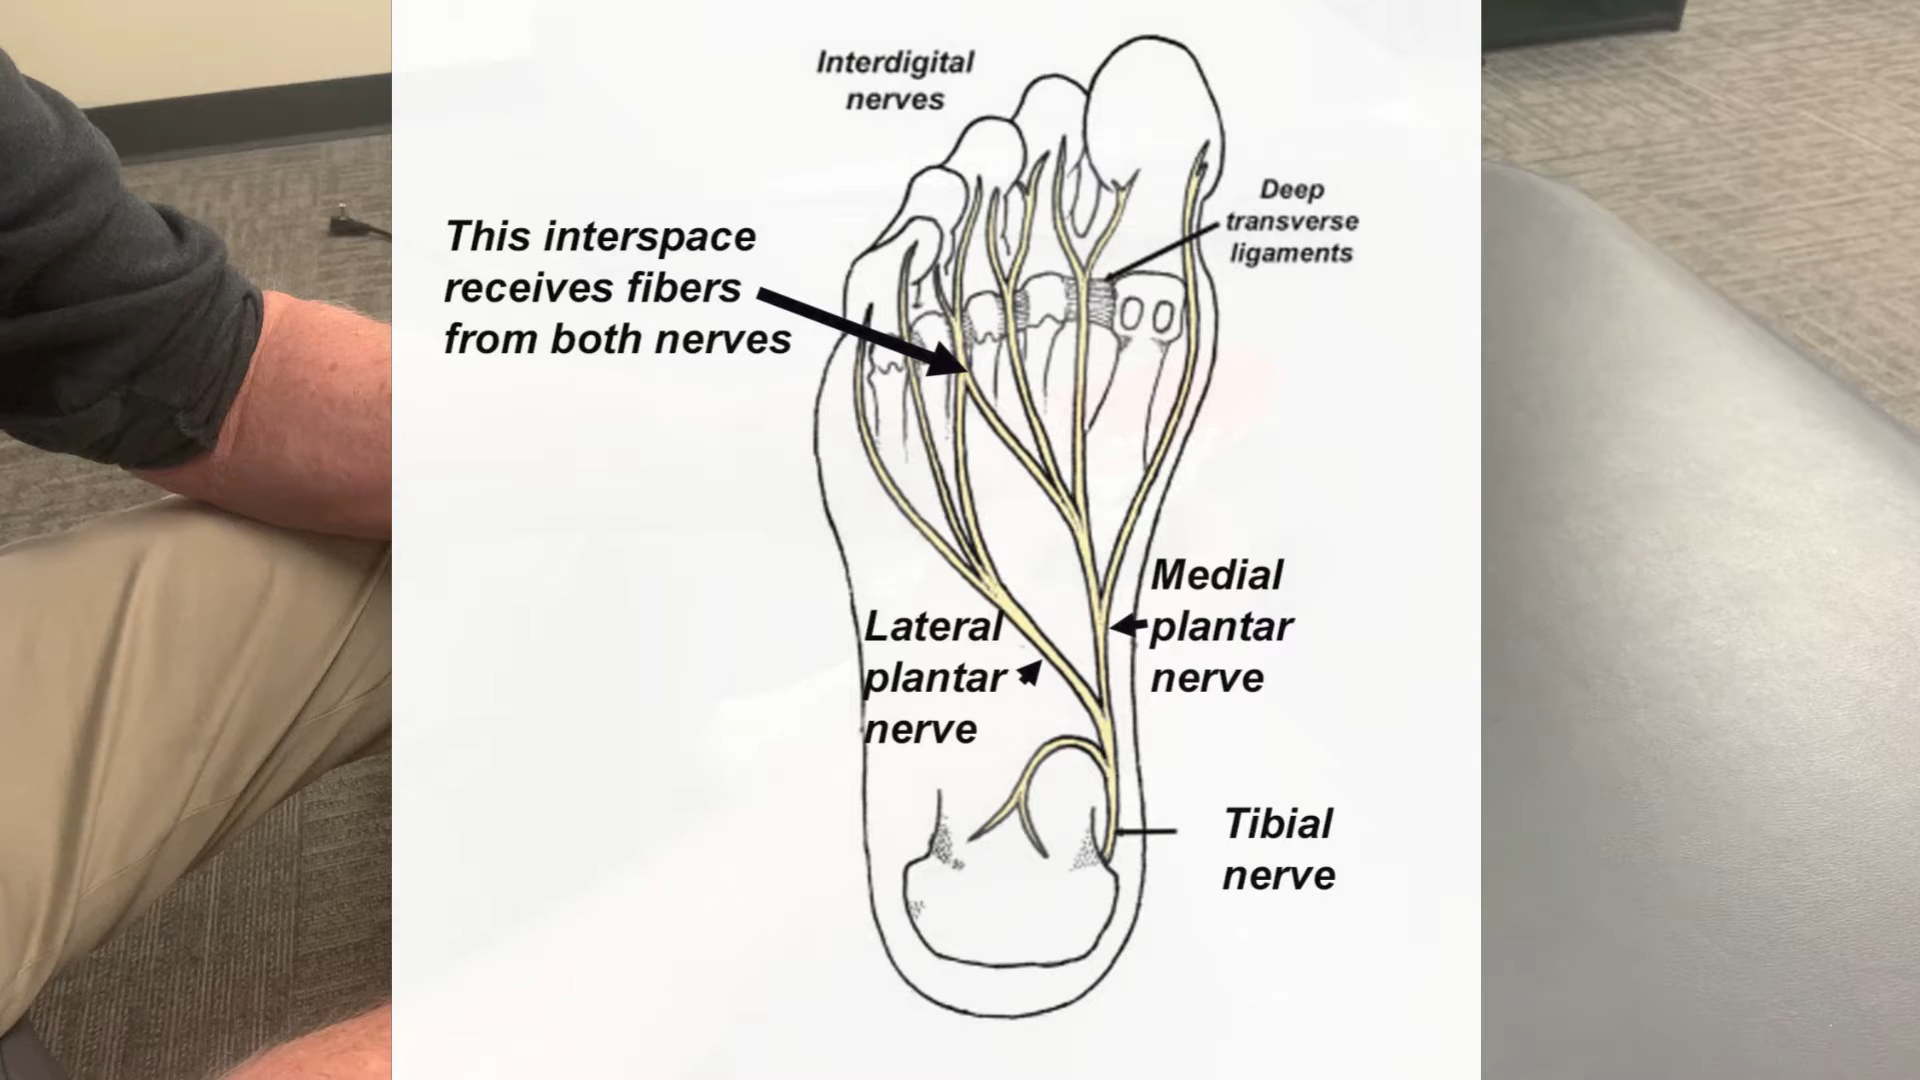 Interdigital
nerves
Deep
transverse
ligaments
This interspace
receives fibers
from both nerves
Medial
plantar
nerve
Lateral
plantar
nerve
Tibial
nerve